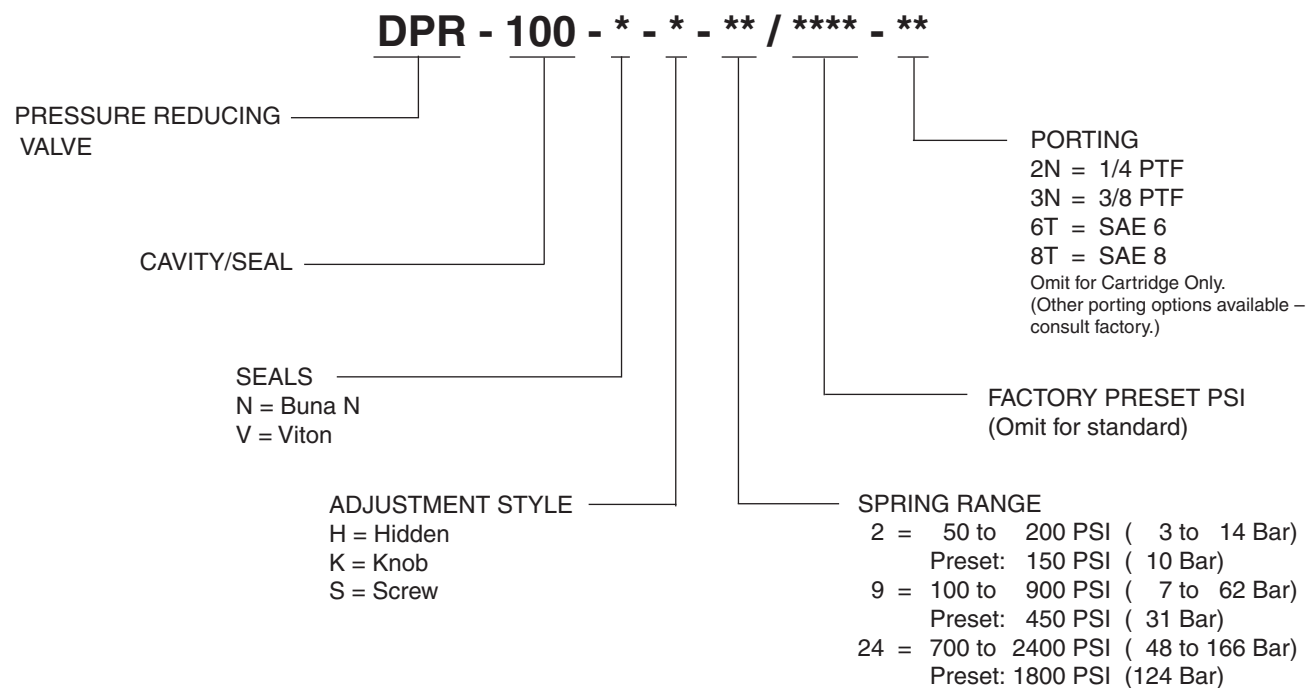 DPR - 100 - * - * - ** / **** - **
PRESSURE REDUCING
VALVE
CAVITY/SEAL
SEALS
N = Buna N
V = Viton
ADJUSTMENT STYLE
H = Hidden
K = Knob
S = Screw
PORTING
2N = 1/4 PTF
3N = 3/8 PTF
6T = SAE 6
8T = SAE 8
Omit for Cartridge Only.
(Other porting options available –
consult factory.)
FACTORY PRESET PSI
(Omit for standard)
SPRING RANGE
2 = 50 to 200 PSI ( 3 to 14 Bar)
Preset: 150 PSI ( 10 Bar)
9 = 100 to 900 PSI ( 7 to 62 Bar)
Preset: 450 PSI ( 31 Bar)
24 = 700 to 2400 PSI ( 48 to 166 Bar)
Preset: 1800 PSI (124 Bar)